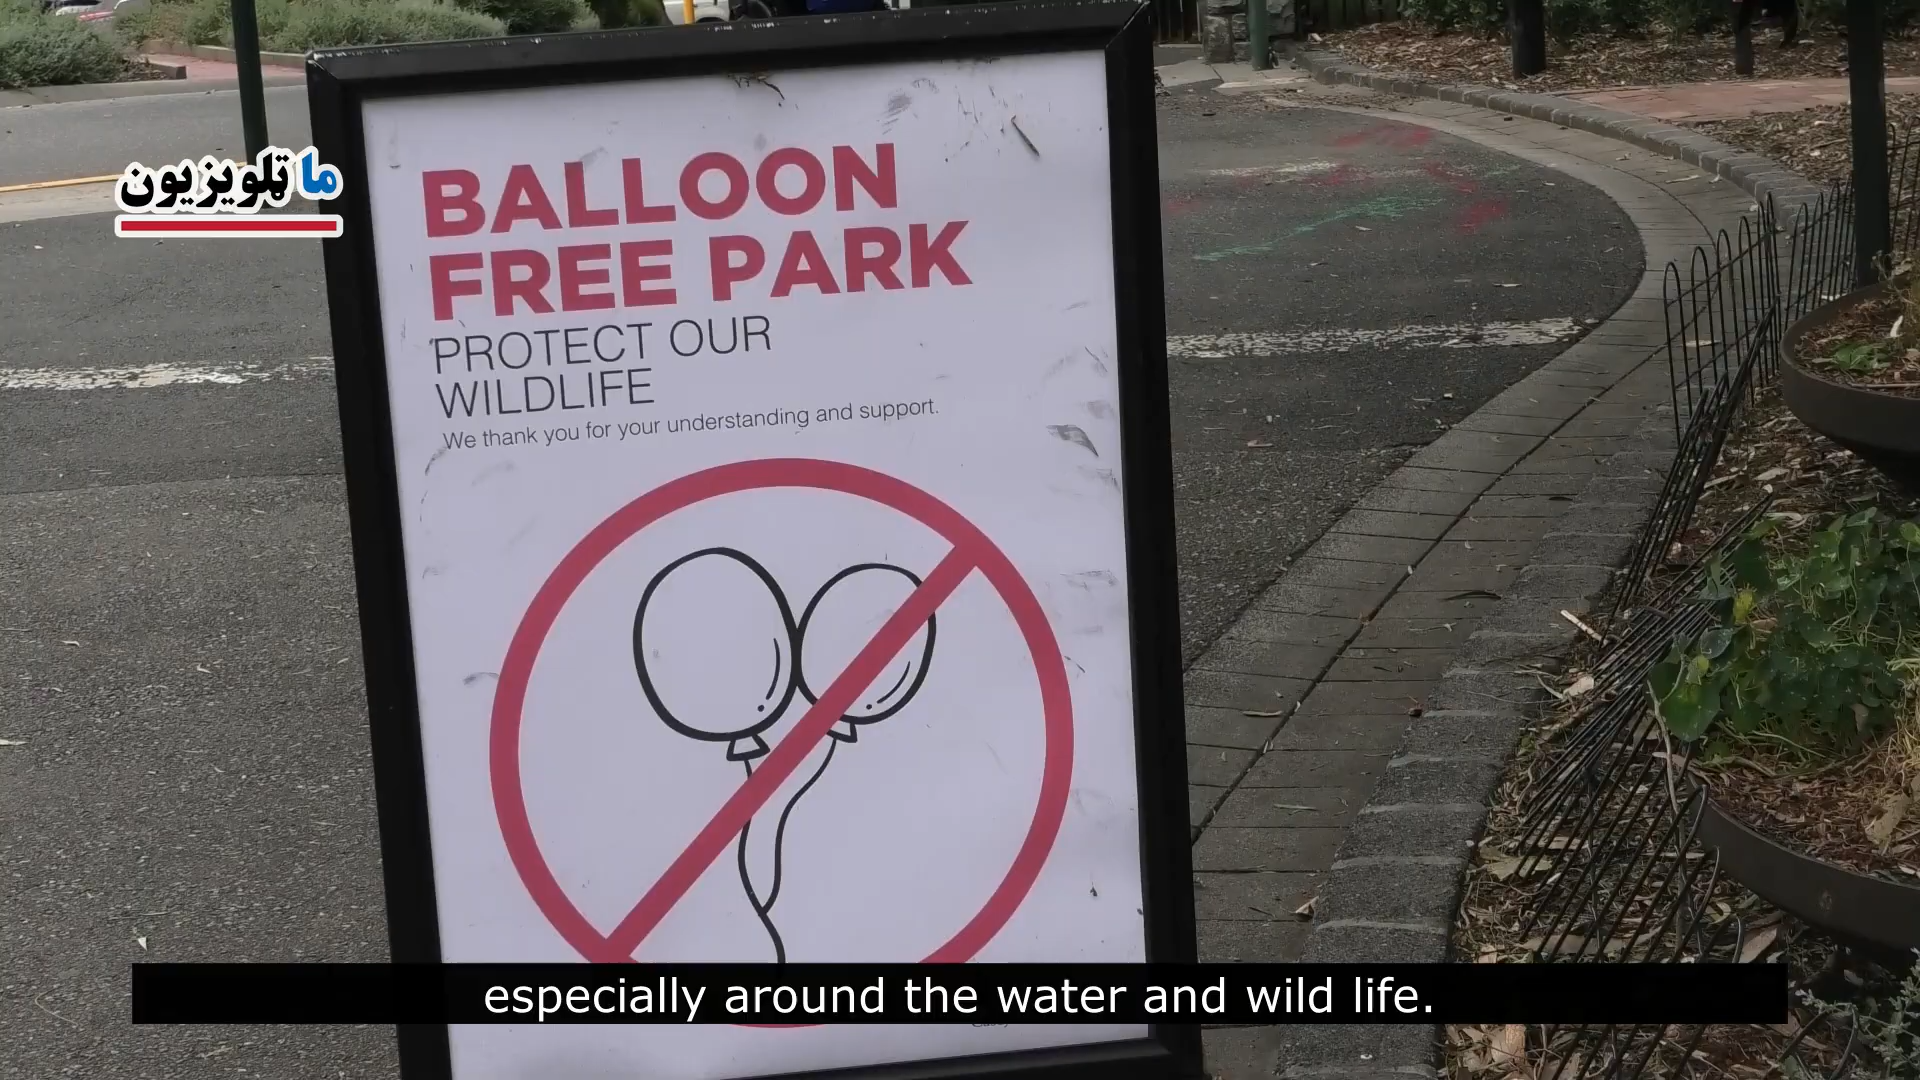 ما تلویزیون
BALLOON
FREE PARK
PROTECT OUR
WILDLIFE
We thank you for your understanding and support.
especially around the water and wild life.